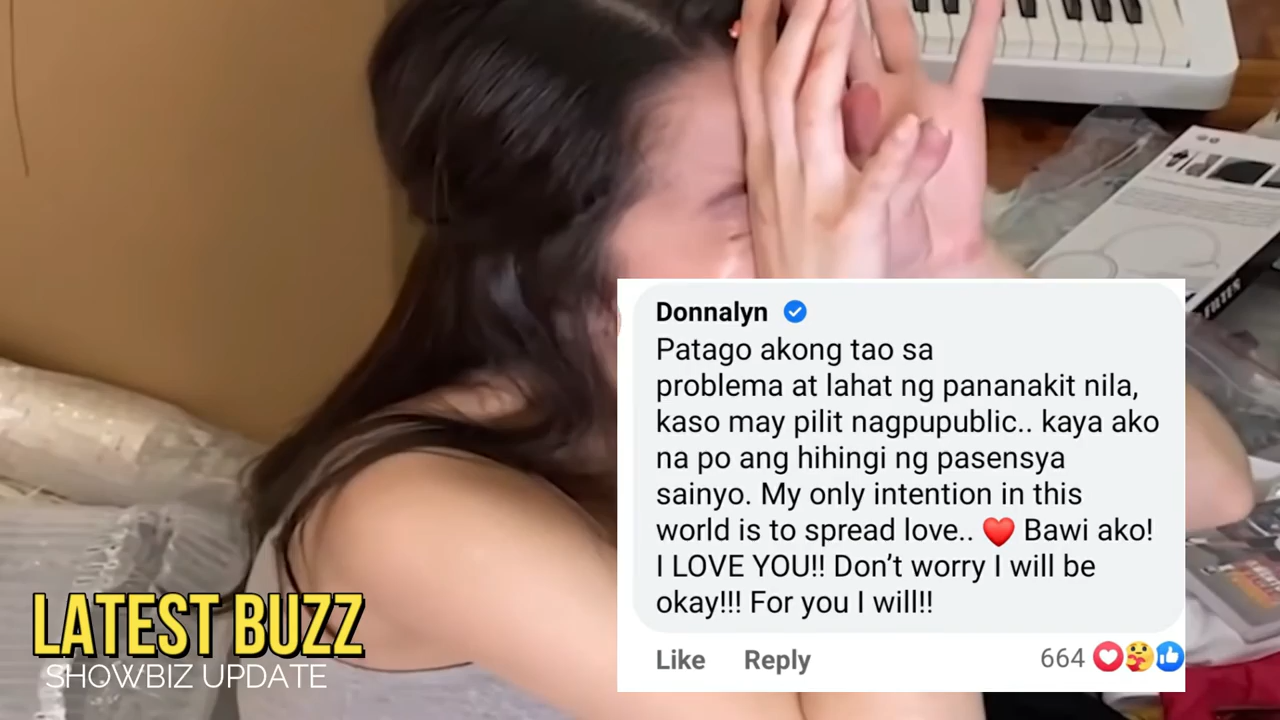 Donnalyn
Patago akong tao sa
problema at lahat ng pananakit nila,
kaso may pilit nagpupublic.. kaya ako
na po ang hihingi ng pasensya
sainyo. My only intention in this
world is to spread love.. ❤️ Bawi ako!
I LOVE YOU!! Don’t worry I will be
okay!!! For you I will!!
Like Reply 664
LATEST BUZZ
SHOWBIZ UPDATE